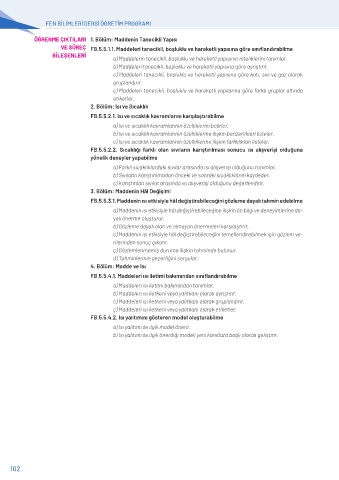 FEN BİLİMLERİ DERSİ ÖĞRETİM PROGRAMI
ÖĞRENME ÇIKTILARI
VE SÜREÇ
BİLEŞENLERİ
1. Bölüm: Maddenin Tanecikli Yapısı
FB.5.5.1.1. Maddeleri tanecikli, boşluklu ve hareketli yapısına göre sınıflandırabilme
a) Maddelerin tanecikli, boşluklu ve hareketli yapısının niteliklerini tanımlar.
b) Maddeleri tanecikli, boşluklu ve hareketli yapısına göre ayrıştırır.
c) Maddeleri tanecikli, boşluklu ve hareketli yapısına göre katı, sıvı ve gaz olarak
gruplandırır.
ç) Maddeleri tanecikli, boşluklu ve hareketli yapılarına göre farklı gruplar altında
etiketler.
2. Bölüm: Isı ve Sıcaklık
FB.5.5.2.1. Isı ve sıcaklık kavramlarını karşılaştırabilme
a) Isı ve sıcaklık kavramlarının özelliklerini belirler.
b) Isı ve sıcaklık kavramlarının özelliklerine ilişkin benzerlikleri listeler.
c) Isı ve sıcaklık kavramlarının özelliklerine ilişkin farklılıkları listeler.
FB.5.5.2.2. Sıcaklığı farklı olan sıvıların karıştırılması sonucu ısı alışverişi olduğuna
yönelik deneyler yapabilme
a) Farklı sıcaklıklardaki sıvılar arasında ısı alışverişi olduğunu tanımlar.
b) Sıvıların karıştırılmadan önceki ve sonraki sıcaklıklarını kaydeder.
c) Karıştırılan sıvılar arasında ısı alışverişi olduğunu değerlendirir.
3. Bölüm: Maddenin Hâl Değişimi
FB.5.5.3.1. Maddenin ısı etkisiyle hâl değiştirebileceğini gözleme dayalı tahmin edebilme
a) Maddenin ısı etkisiyle hâl değiştirebileceğine ilişkin ön bilgi ve deneyimlerine da-
yalı önerme oluşturur.
b) Gözleme dayalı olan ve olmayan önermeleri karşılaştırır.
c) Maddenin ısı etkisiyle hâl değiştirebileceğini temellendirebilmek için gözlem ve-
rilerinden sonuç çıkarır.
ç) Gözlemlenmemiş duruma ilişkin tahminde bulunur.
d) Tahminlerinin geçerliğini sorgular.
4. Bölüm: Madde ve Isı
FB.5.5.4.1. Maddeleri ısı iletimi bakımından sınıflandırabilme
a) Maddeleri ısı iletimi bakımından tanımlar.
b) Maddeleri ısı iletkeni veya yalıtkanı olarak ayrıştırır.
c) Maddeleri ısı iletkeni veya yalıtkanı olarak gruplandırır.
ç) Maddeleri ısı iletkeni veya yalıtkanı olarak etiketler.
FB.5.5.4.2. Isı yalıtımını gösteren model oluşturabilme
a) Isı yalıtımı ile ilgili model önerir.
b) Isı yalıtımı ile ilgili önerdiği modeli yeni kanıtlara bağlı olarak geliştirir.
162